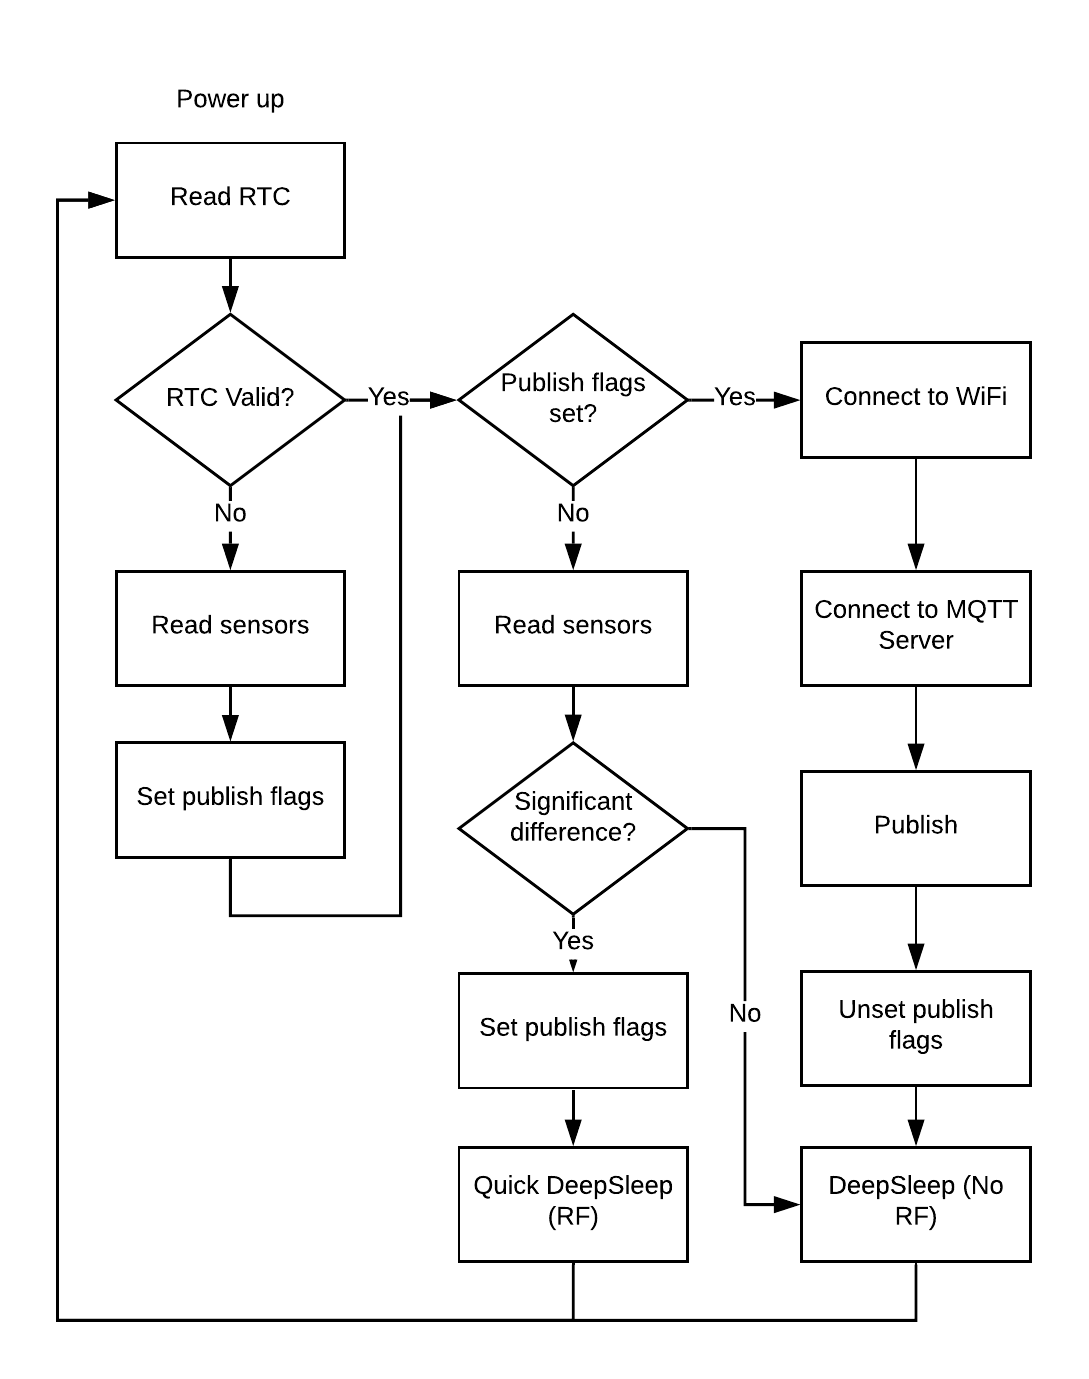 Power up
Read RTC
RTC Valid?
Yes
Publish flags
set?
Yes
Connect to WiFi
No
No
Read sensors
Read sensors
Connect to MQTT
Server
Set publish flags
Significant
difference?
Publish
Yes
No
Set publish flags
Unset publish
flags
Quick DeepSleep
(RF)
DeepSleep (No
RF)